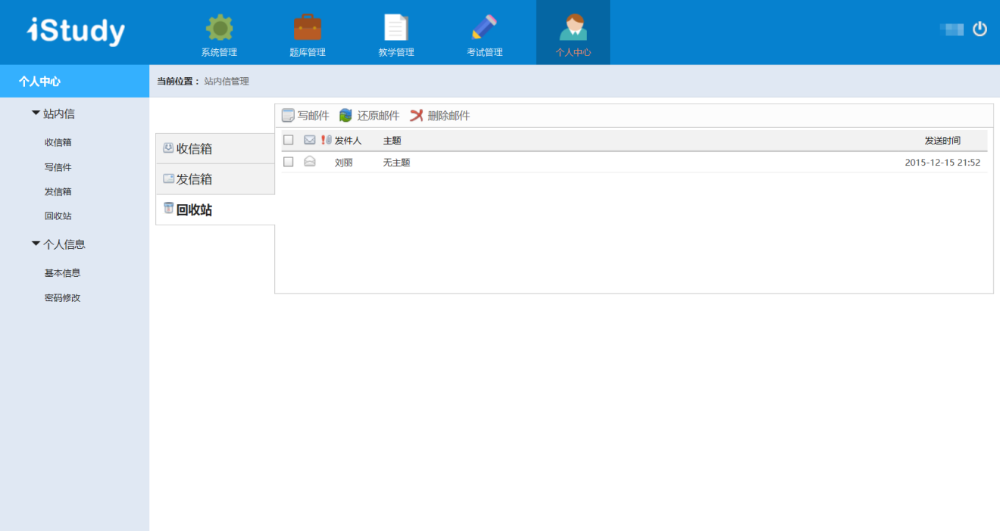 iStudy
系统管理
题库管理
教学管理
考试管理
个人中心
个人中心
当前位置： 站内信管理
站内信
收信箱
写信件
发信箱
回收站
个人信息
基本信息
密码修改
收信箱
发信箱
回收站
写邮件 还原邮件 删除邮件
发件人 主题 发送时间
刘丽 无主题 2015-12-15 21:52